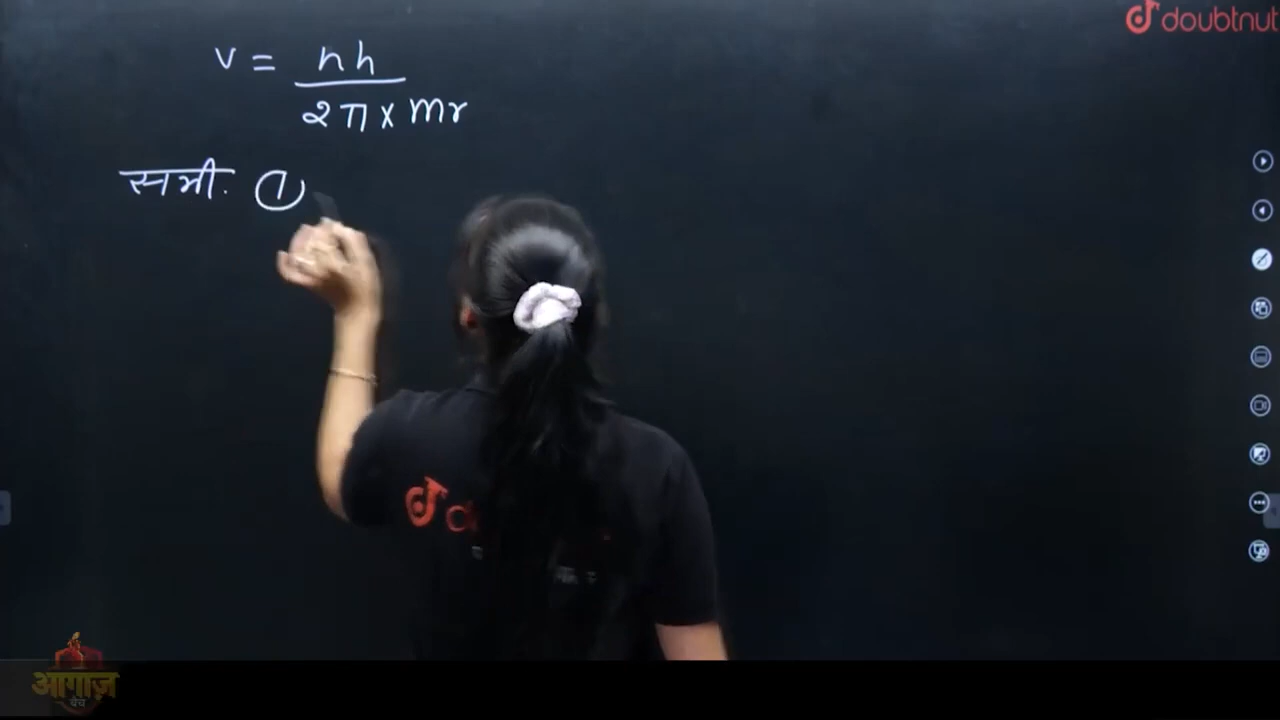 doubtnut
v = nh
2π × mr
समी. ①
आगाज़
बैच